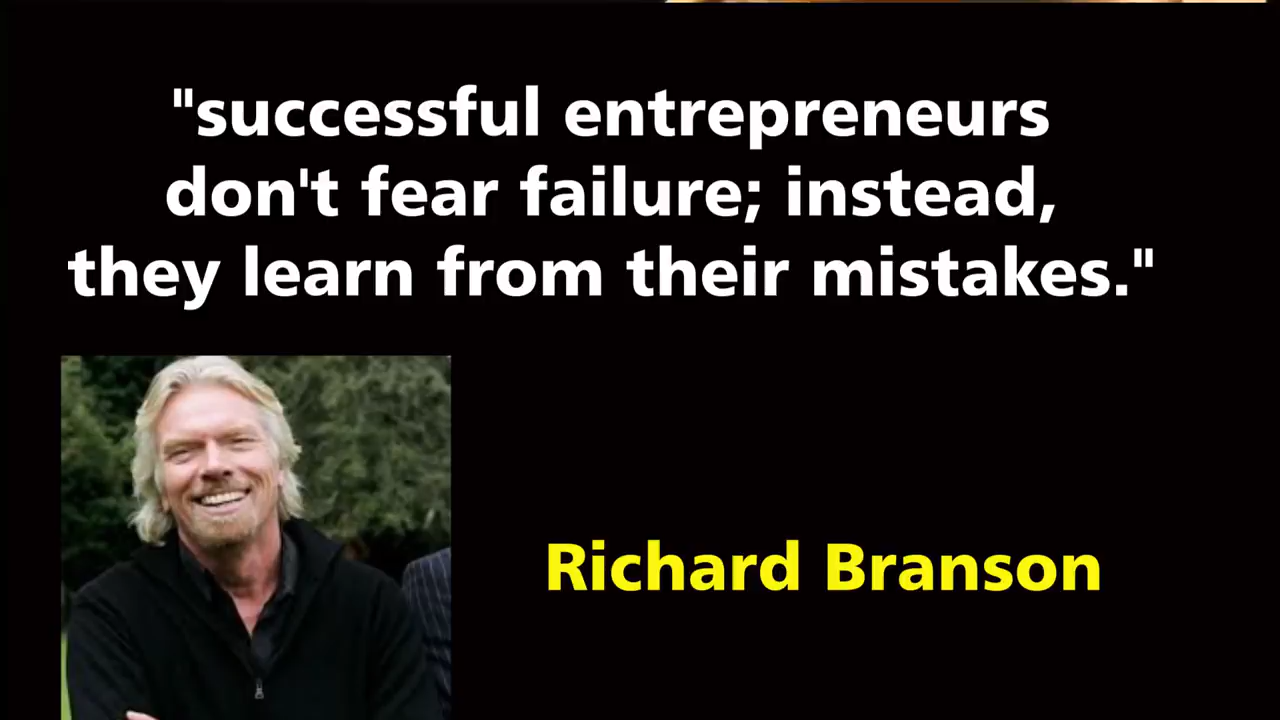 "successful entrepreneurs
don't fear failure; instead,
they learn from their mistakes."
Richard Branson